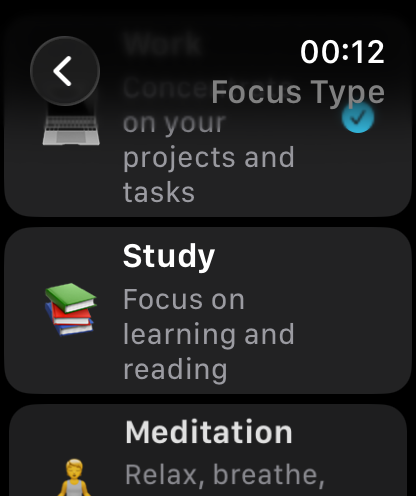 00:12
Focus Type
Work
Concentrate
on your
projects and
tasks
Study
Focus on
learning and
reading
Meditation
Relax, breathe,